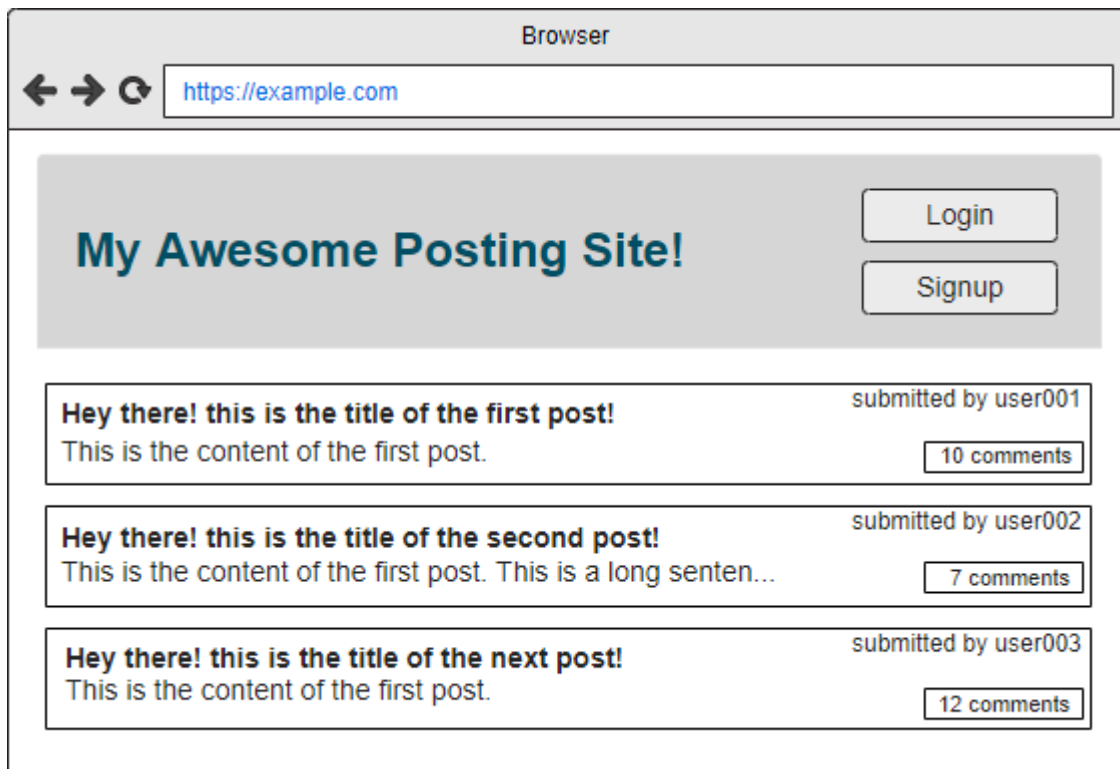 Browser
https://example.com
My Awesome Posting Site!
Login
Signup
Hey there! this is the title of the first post!
submitted by user001
This is the content of the first post.
10 comments
Hey there! this is the title of the second post!
submitted by user002
This is the content of the first post. This is a long senten...
7 comments
Hey there! this is the title of the next post!
submitted by user003
This is the content of the first post.
12 comments